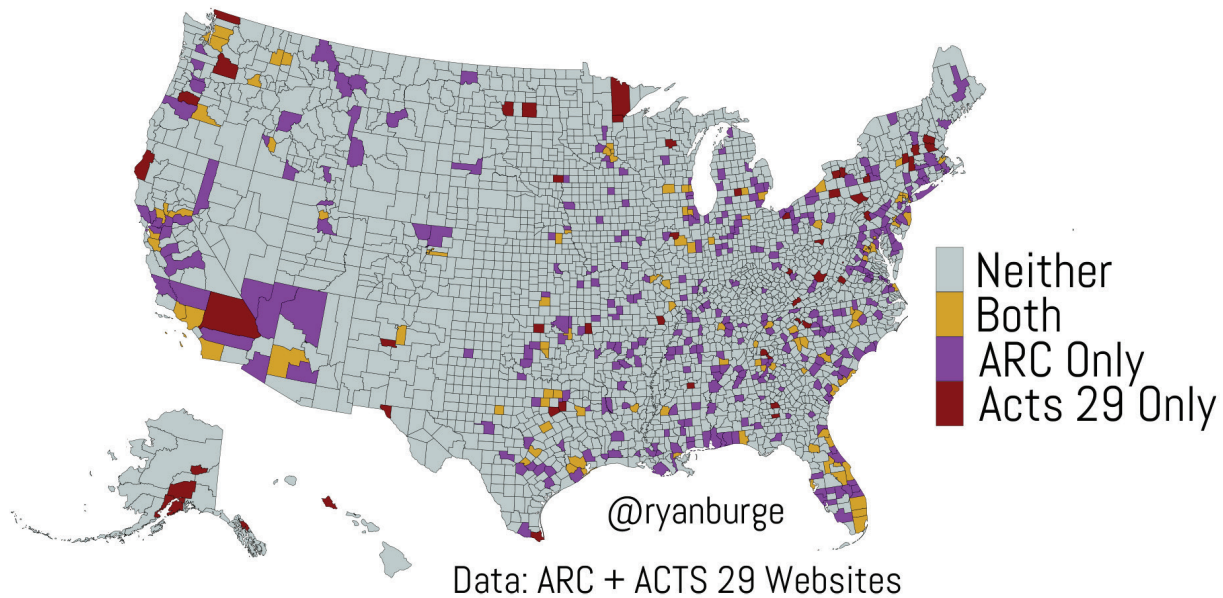 Neither
Both
ARC Only
Acts 29 Only
@ryanburge
Data: ARC + ACTS 29 Websites